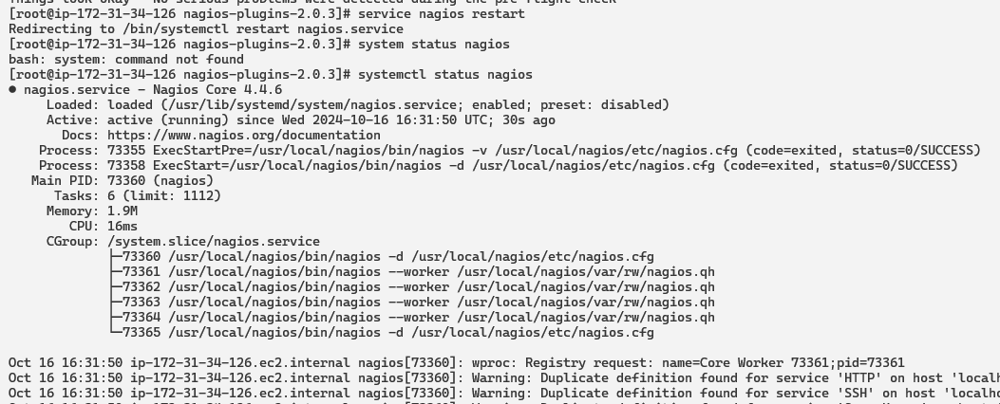 Things look okay - No serious problems were detected during the pre-flight check
[root@ip-172-31-34-126 nagios-plugins-2.0.3]# service nagios restart
Redirecting to /bin/systemctl restart nagios.service
[root@ip-172-31-34-126 nagios-plugins-2.0.3]# system status nagios
bash: system: command not found
[root@ip-172-31-34-126 nagios-plugins-2.0.3]# systemctl status nagios
● nagios.service - Nagios Core 4.4.6
Loaded: loaded (/usr/lib/systemd/system/nagios.service; enabled; preset: disabled)
Active: active (running) since Wed 2024-10-16 16:31:50 UTC; 30s ago
Docs: https://www.nagios.org/documentation
Process: 73355 ExecStartPre=/usr/local/nagios/bin/nagios -v /usr/local/nagios/etc/nagios.cfg (code=exited, status=0/SUCCESS)
Process: 73358 ExecStart=/usr/local/nagios/bin/nagios -d /usr/local/nagios/etc/nagios.cfg (code=exited, status=0/SUCCESS)
Main PID: 73360 (nagios)
Tasks: 6 (limit: 1112)
Memory: 1.9M
CPU: 16ms
CGroup: /system.slice/nagios.service
├─73360 /usr/local/nagios/bin/nagios -d /usr/local/nagios/etc/nagios.cfg
├─73361 /usr/local/nagios/bin/nagios --worker /usr/local/nagios/var/rw/nagios.qh
├─73362 /usr/local/nagios/bin/nagios --worker /usr/local/nagios/var/rw/nagios.qh
├─73363 /usr/local/nagios/bin/nagios --worker /usr/local/nagios/var/rw/nagios.qh
├─73364 /usr/local/nagios/bin/nagios --worker /usr/local/nagios/var/rw/nagios.qh
└─73365 /usr/local/nagios/bin/nagios -d /usr/local/nagios/etc/nagios.cfg
Oct 16 16:31:50 ip-172-31-34-126.ec2.internal nagios[73360]: wproc: Registry request: name=Core Worker 73361;pid=73361
Oct 16 16:31:50 ip-172-31-34-126.ec2.internal nagios[73360]: Warning: Duplicate definition found for service 'HTTP' on host 'localh
Oct 16 16:31:50 ip-172-31-34-126.ec2.internal nagios[73360]: Warning: Duplicate definition found for service 'SSH' on host 'localho